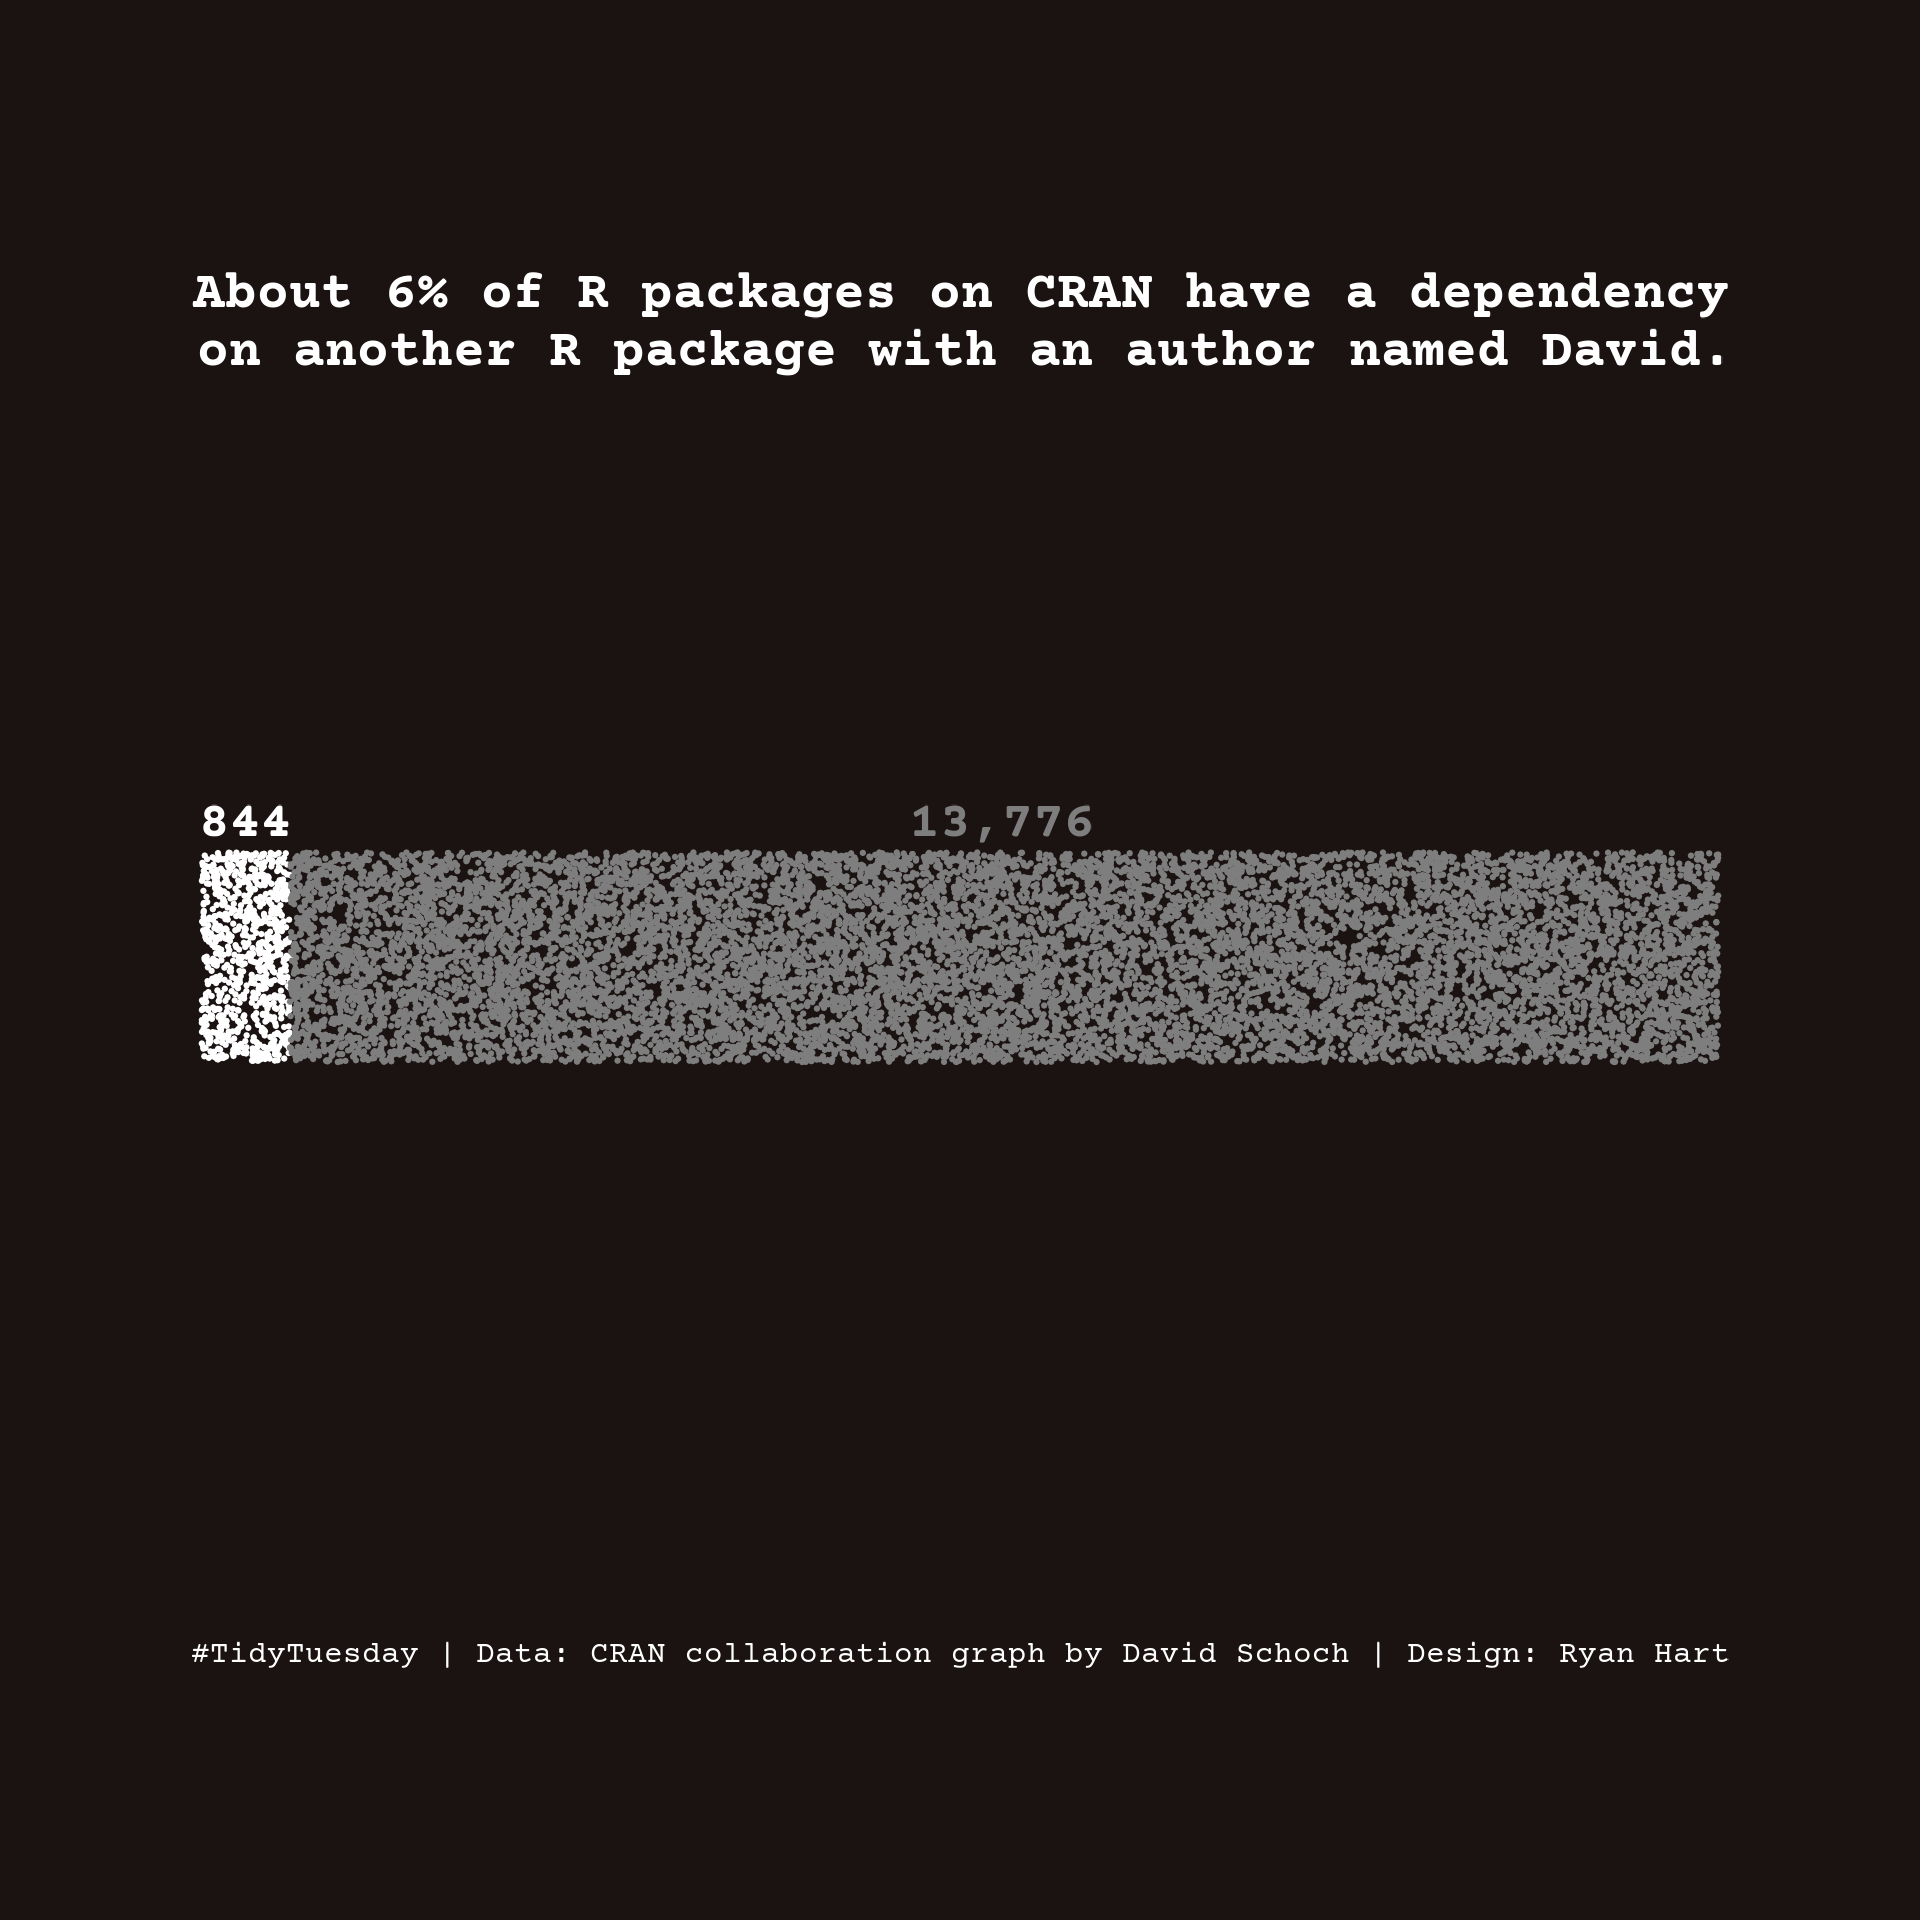 About 6% of R packages on CRAN have a dependency
on another R package with an author named David.
844
13,776
#TidyTuesday | Data: CRAN collaboration graph by David Schoch | Design: Ryan Hart